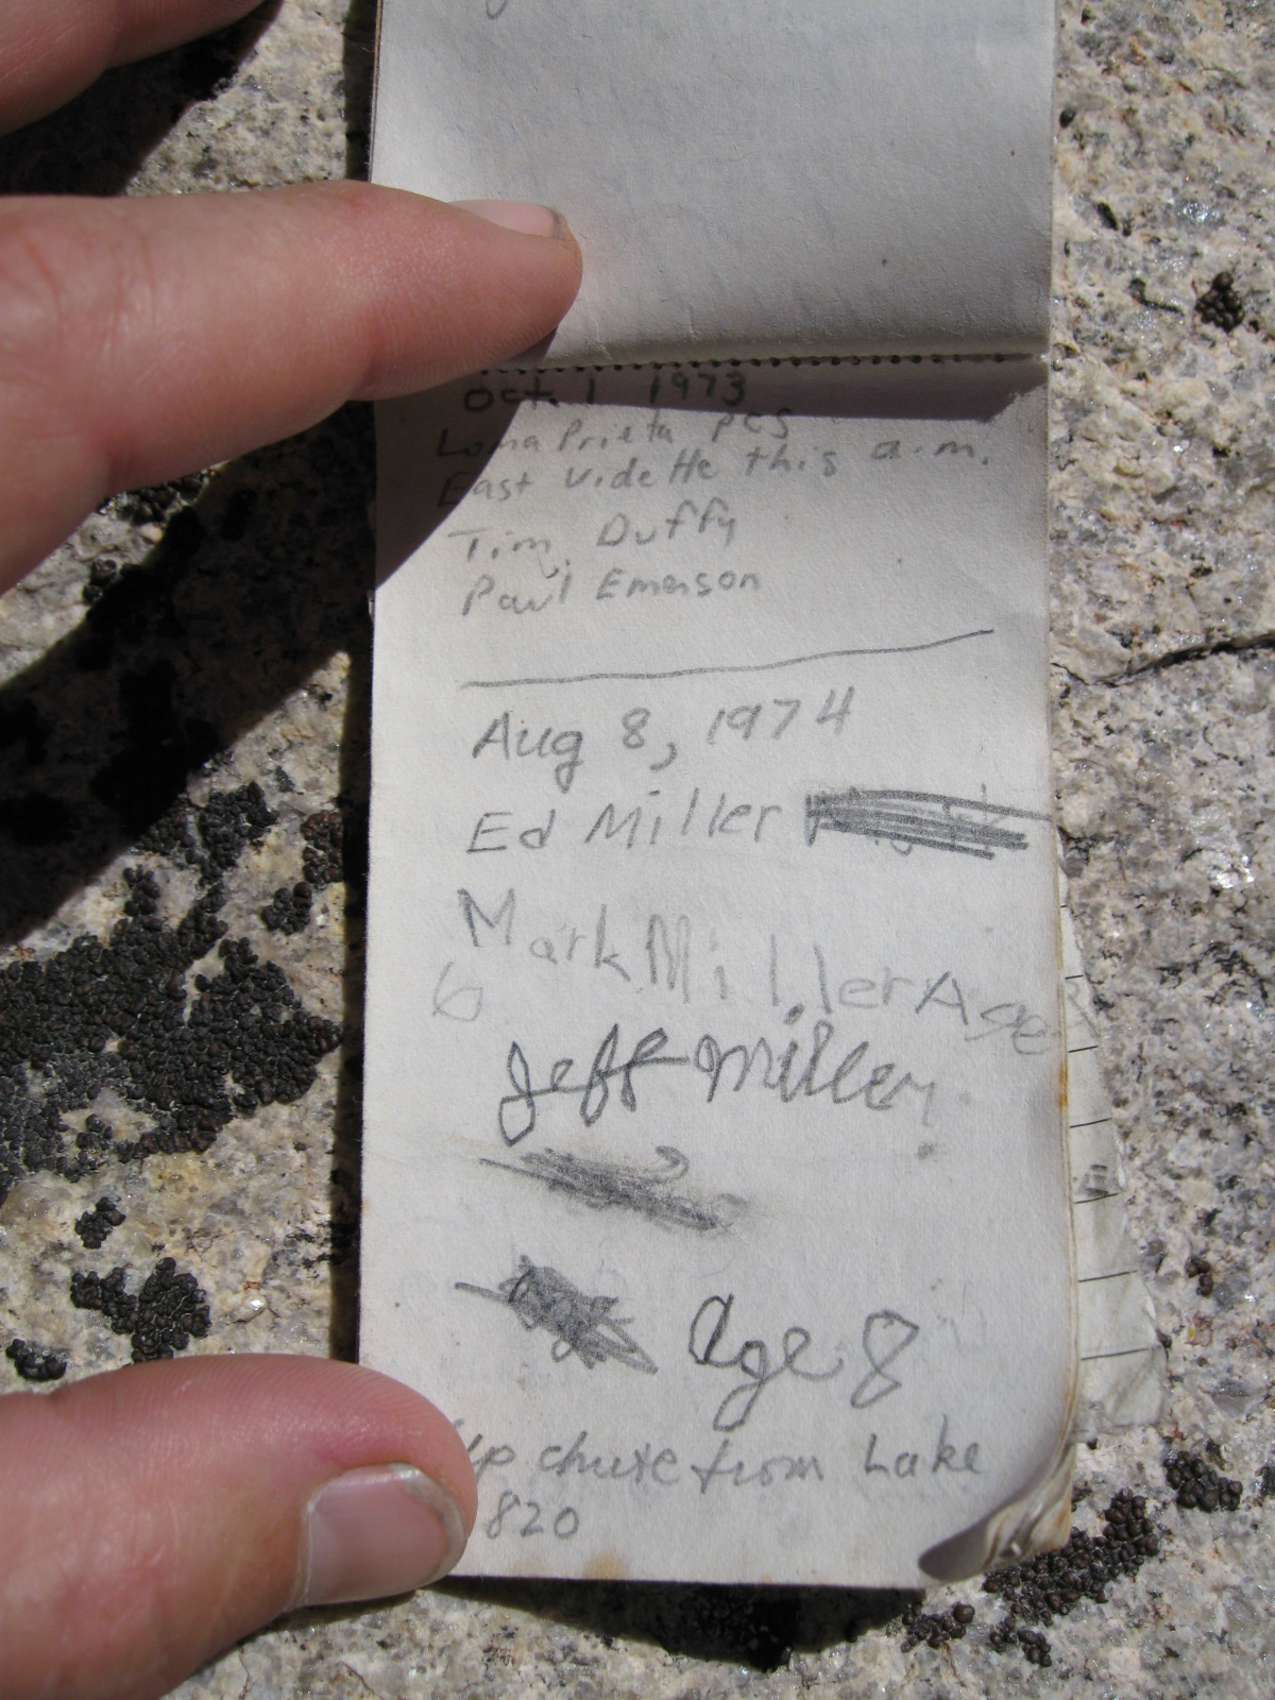 Oct 1 1973
Loma Prieta PCS
East Vidette this a.m.
Tim Duffy
Paul Emerson
Aug 8, 1974
Ed Miller
Mark Miller Age
6
Jeff Miller
age 8
Up chute from Lake
820